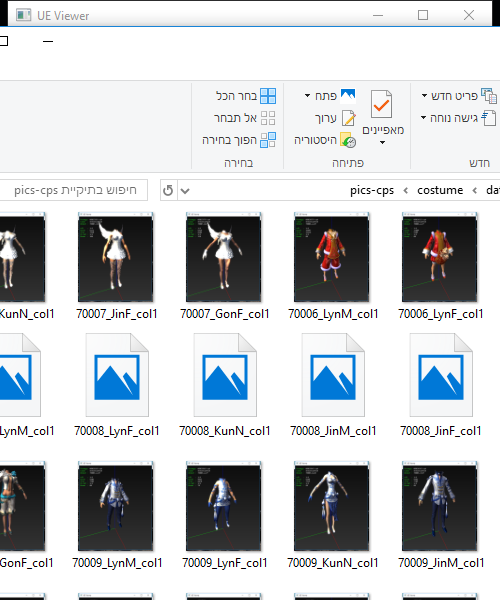 UE Viewer
פריט חדש
גישה נוחה
חדש
מאפיינים
פתח
ערוך
היסטוריה
פתיחה
בחר הכל
אל תבחר
הפוך בחירה
בחירה
חיפוש בתיקיית pics-cps
pics-cps
costume
da
KunN_col1 70007_JinF_col1 70007_GonF_col1 70006_LynM_col1 70006_LynF_col1
LynM_col1 70008_LynF_col1 70008_KunN_col1 70008_JinM_col1 70008_JinF_col1
GonF_col1 70009_LynM_col1 70009_LynF_col1 70009_KunN_col1 70009_JinM_col1